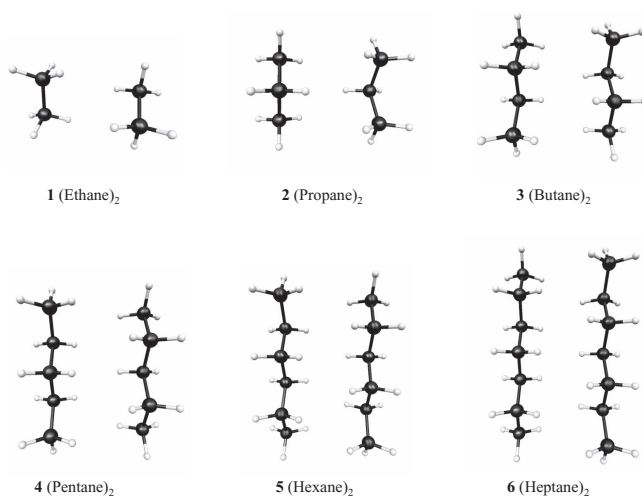 1 (Ethane)₂
2 (Propane)₂
3 (Butane)₂
4 (Pentane)₂
5 (Hexane)₂
6 (Heptane)₂